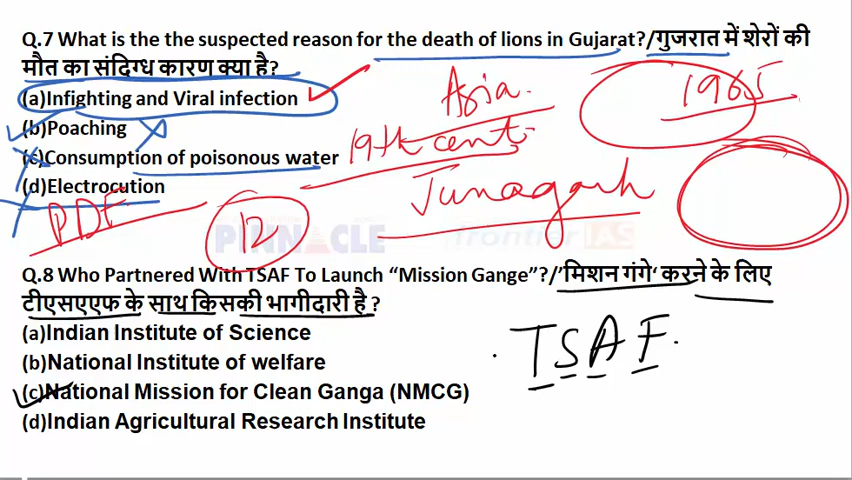 Q.7 What is the the suspected reason for the death of lions in Gujarat?/गुजरात में शेरों की
मौत का संदिग्ध कारण क्या है?
(a)Infighting and Viral infection
(b)Poaching
(c)Consumption of poisonous water
(d)Electrocution
Asia.
1965
19th cent
Junagarh
PDF
12
PINNACLE
frontier IAS
Q.8 Who Partnered With TSAF To Launch “Mission Gange”?/'मिशन गंगे' करने के लिए
टीएसएएफ के साथ किसकी भागीदारी है ?
(a)Indian Institute of Science
(b)National Institute of welfare
(c)National Mission for Clean Ganga (NMCG)
(d)Indian Agricultural Research Institute
TSAF